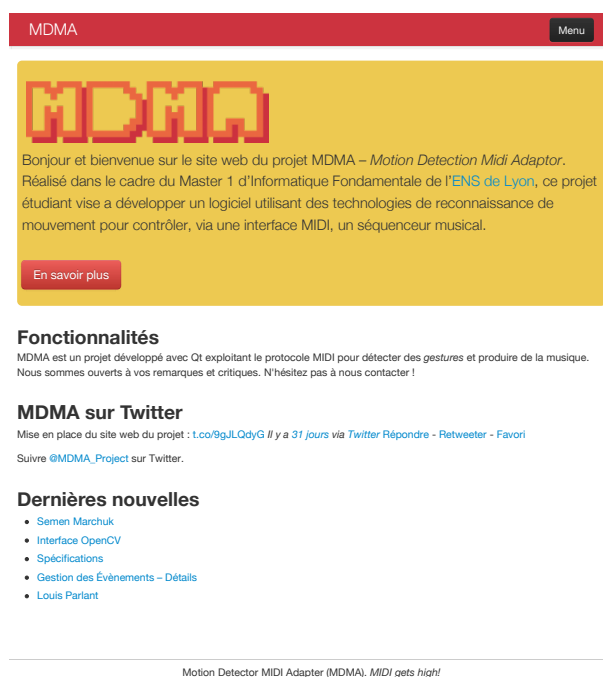 MDMA
Menu
MDMA
Bonjour et bienvenue sur le site web du projet MDMA – Motion Detection Midi Adaptor.
Réalisé dans le cadre du Master 1 d'Informatique Fondamentale de l'ENS de Lyon, ce projet
étudiant vise a développer un logiciel utilisant des technologies de reconnaissance de
mouvement pour contrôler, via une interface MIDI, un séquenceur musical.
En savoir plus
Fonctionnalités
MDMA est un projet développé avec Qt exploitant le protocole MIDI pour détecter des gestures et produire de la musique.
Nous sommes ouverts à vos remarques et critiques. N'hésitez pas à nous contacter !
MDMA sur Twitter
Mise en place du site web du projet : t.co/9gJLQdyG Il y a 31 jours via Twitter Répondre - Retweeter - Favori
Suivre @MDMA_Project sur Twitter.
Dernières nouvelles
• Semen Marchuk
• Interface OpenCV
• Spécifications
• Gestion des Évènements – Détails
• Louis Parlant
Motion Detector MIDI Adapter (MDMA). MIDI gets high!